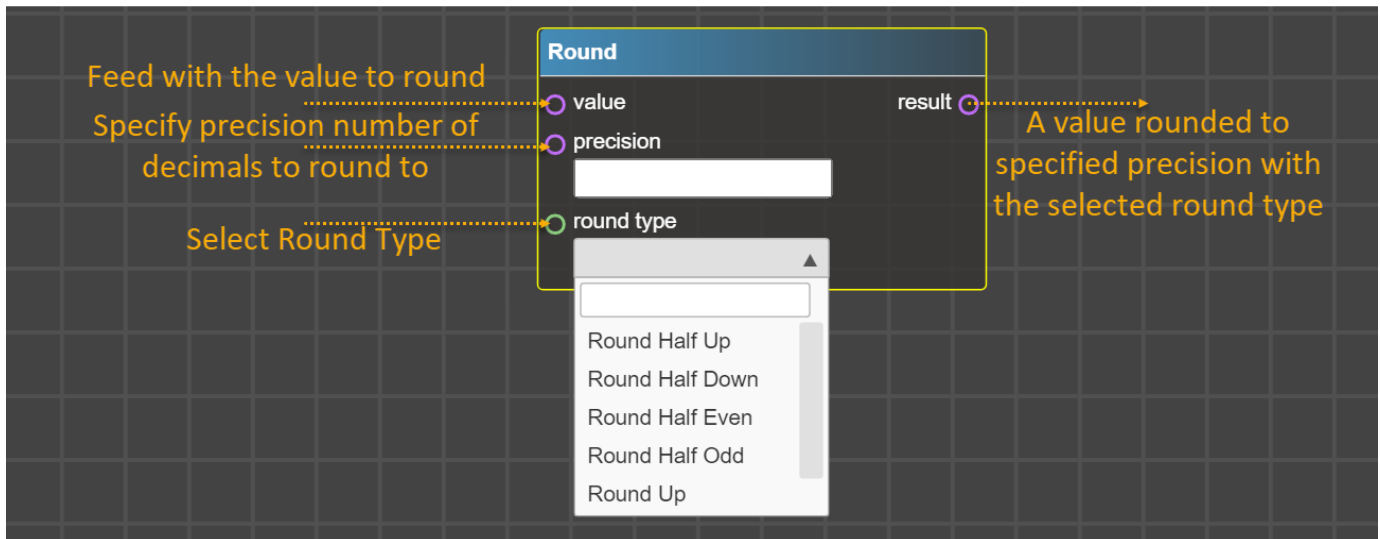 Round
Feed with the value to round
value
result
Specify precision number of
decimals to round to
precision
A value rounded to
specified precision with
the selected round type
Select Round Type
round type
Round Half Up
Round Half Down
Round Half Even
Round Half Odd
Round Up